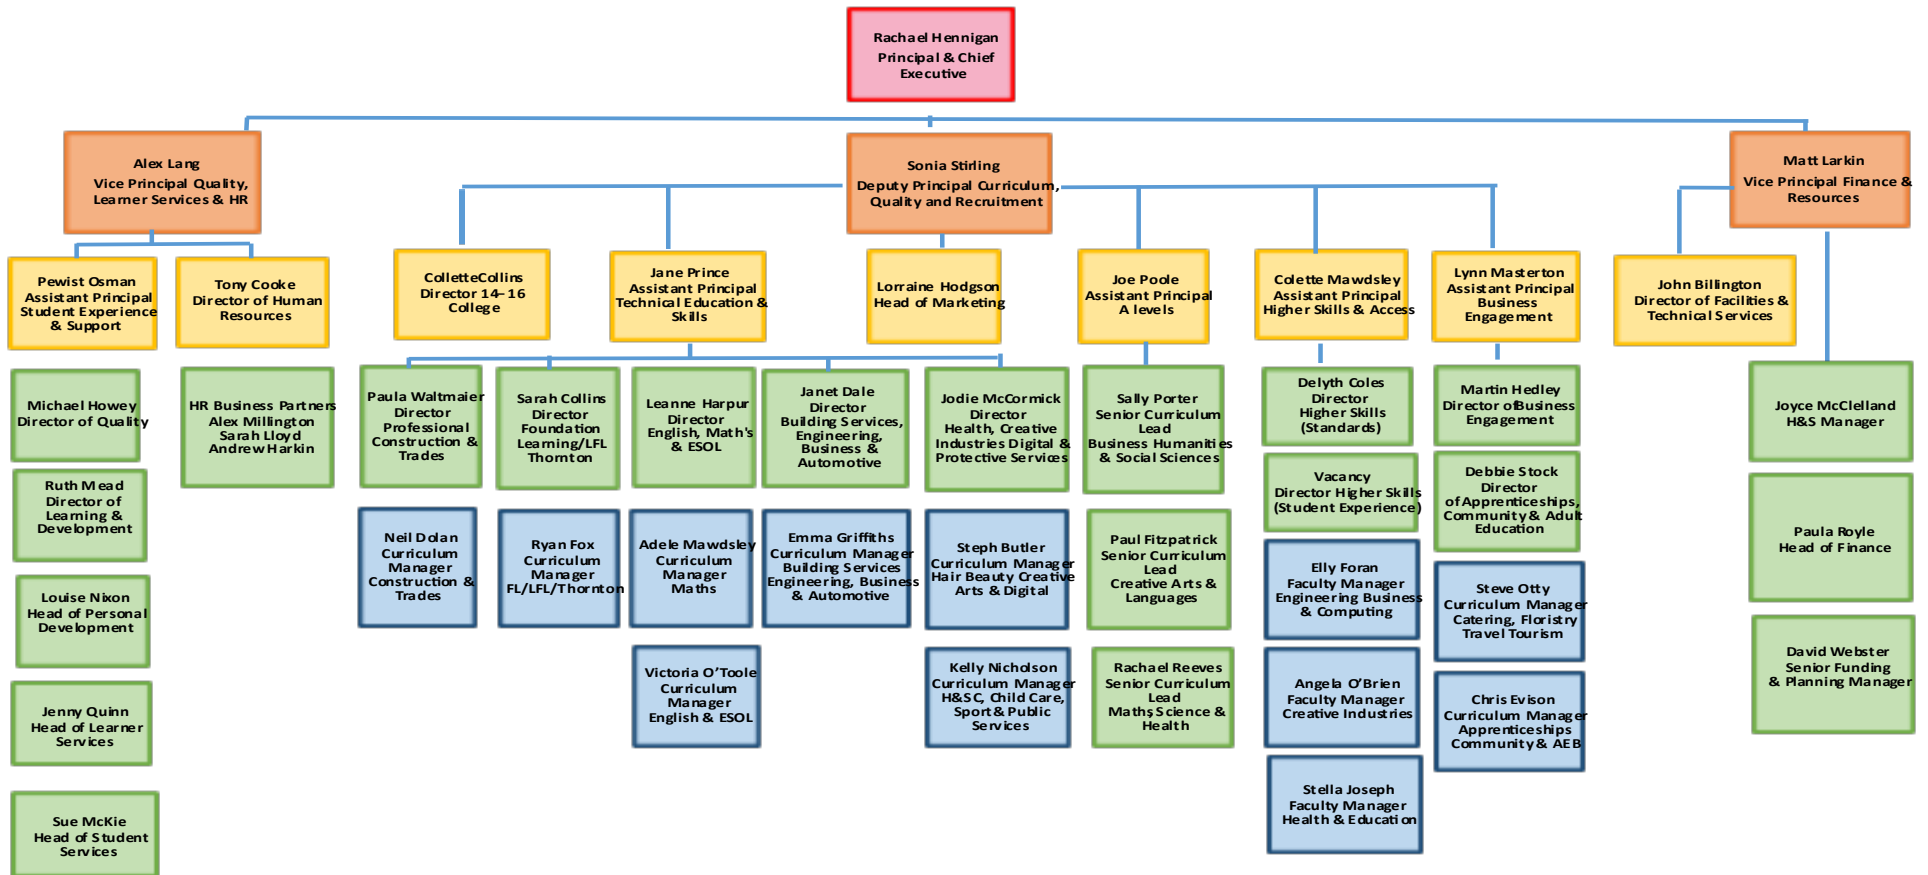 Rachael Hennigan
Principal & Chief
Executive
Alex Lang
Vice Principal Quality,
Learner Services & HR
Sonia Stirling
Deputy Principal Curriculum,
Quality and Recruitment
Matt Larkin
Vice Principal Finance &
Resources
Pewist Osman
Assistant Principal
Student Experience
& Support
Tony Cooke
Director of Human
Resources
ColletteCollins
Director 14–16
College
Jane Prince
Assistant Principal
Technical Education &
Skills
Lorraine Hodgson
Head of Marketing
Joe Poole
Assistant Principal
A levels
Colette Mawdsley
Assistant Principal
Higher Skills & Access
Lynn Masterton
Assistant Principal
Business
Engagement
John Billington
Director of Facilities &
Technical Services
Michael Howey
Director of Quality
HR Business Partners
Alex Millington
Sarah Lloyd
Andrew Harkin
Paula Waltmaier
Director
Professional
Construction &
Trades
Sarah Collins
Director
Foundation
Learning/LFL
Thornton
Leanne Harpur
Director
English, Math's
& ESOL
Janet Dale
Director
Building Services,
Engineering,
Business &
Automotive
Jodie McCormick
Director
Health, Creative
Industries Digital &
Protective Services
Sally Porter
Senior Curriculum
Lead
Business Humanities
& Social Sciences
Delyth Coles
Director
Higher Skills
(Standards)
Martin Hedley
Director of Business
Engagement
Joyce McClelland
H&S Manager
Ruth Mead
Director of
Learning &
Development
Vacancy
Director Higher Skills
(Student Experience)
Debbie Stock
Director
of Apprenticeships,
Community & Adult
Education
Paula Royle
Head of Finance
Neil Dolan
Curriculum
Manager
Construction &
Trades
Ryan Fox
Curriculum
Manager
FL/LFL/Thornton
Adele Mawdsley
Curriculum
Manager
Maths
Emma Griffiths
Curriculum Manager
Building Services
Engineering, Business
& Automotive
Steph Butler
Curriculum Manager
Hair Beauty Creative
Arts & Digital
Paul Fitzpatrick
Senior Curriculum
Lead
Creative Arts &
Languages
Elly Foran
Faculty Manager
Engineering Business
& Computing
Steve Otty
Curriculum Manager
Catering, Floristry
Travel Tourism
Louise Nixon
Head of Personal
Development
Victoria O'Toole
Curriculum
Manager
English & ESOL
Kelly Nicholson
Curriculum Manager
H&SC, Child Care,
Sport & Public
Services
Rachael Reeves
Senior Curriculum
Lead
Maths, Science &
Health
Angela O'Brien
Faculty Manager
Creative Industries
Chris Evison
Curriculum Manager
Apprenticeships
Community & AEB
David Webster
Senior Funding
& Planning Manager
Jenny Quinn
Head of Learner
Services
Stella Joseph
Faculty Manager
Health & Education
Sue McKie
Head of Student
Services